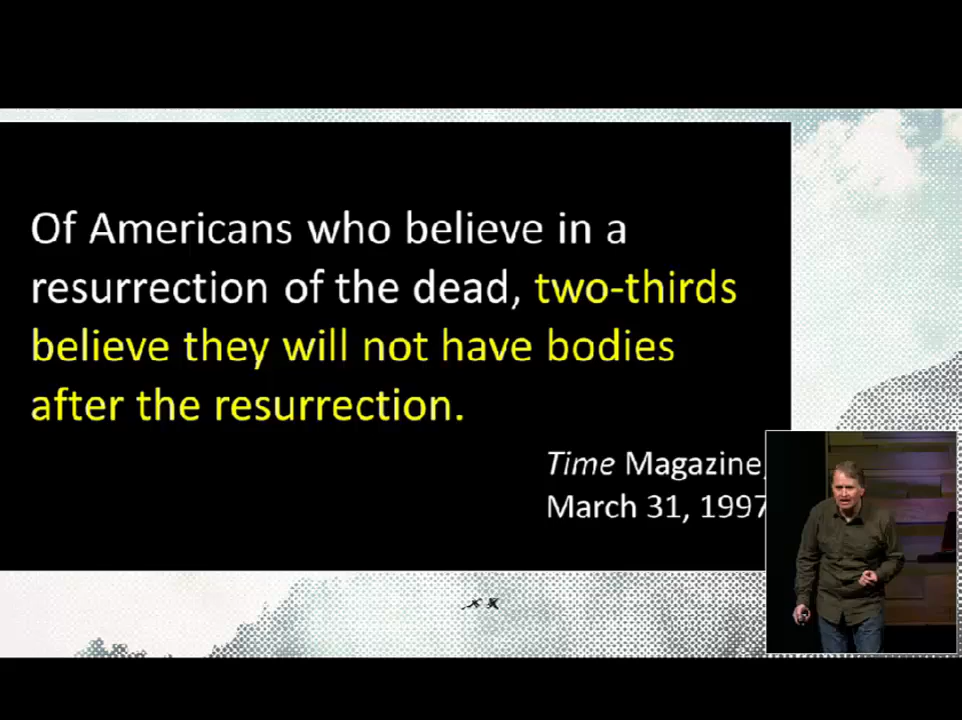 Of Americans who believe in a
resurrection of the dead, two-thirds
believe they will not have bodies
after the resurrection.
Time Magazine,
March 31, 1997